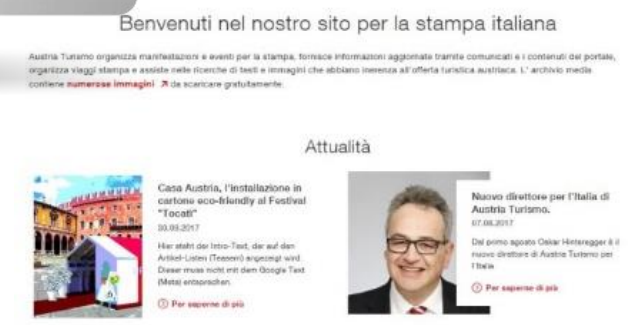 Benvenuti nel nostro sito per la stampa italiana
Austria Turismo organizza manifestazioni e eventi per la stampa, fornisce informazioni aggiornate tramite comunicati e i contenuti del portale,
organizza viaggi stampa e assiste nelle ricerche di testi e immagini che abbiano inerenza all'offerta turistica austriaca. L' archivio media
contiene numerose immagini da scaricare gratuitamente.
Attualità
Casa Austria, l'installazione in
cartone eco-friendly al Festival
"Tocatì"
.2017
Hier steht der Intro-Text, der auf den
Artikel-Listen (Teasern) angezeigt wird.
Dieser muss nicht mit dem Google Text
(Meta) entsprechen.
Per saperne di più
Nuovo direttore per l'Italia di
Austria Turismo.
07.08.2017
Dal primo agosto Oskar Hinteregger è il
nuovo direttore di Austria Turismo per
l'Italia
Per saperne di più